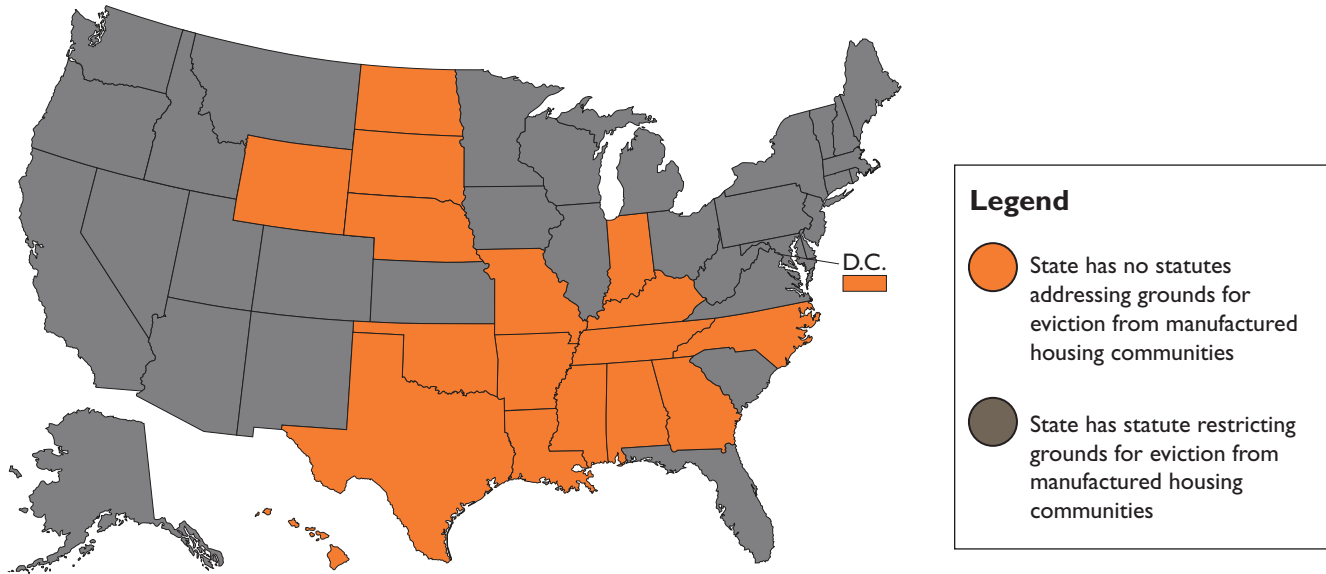 D.C.
Legend
State has no statutes
addressing grounds for
eviction from manufactured
housing communities
State has statute restricting
grounds for eviction from
manufactured housing
communities